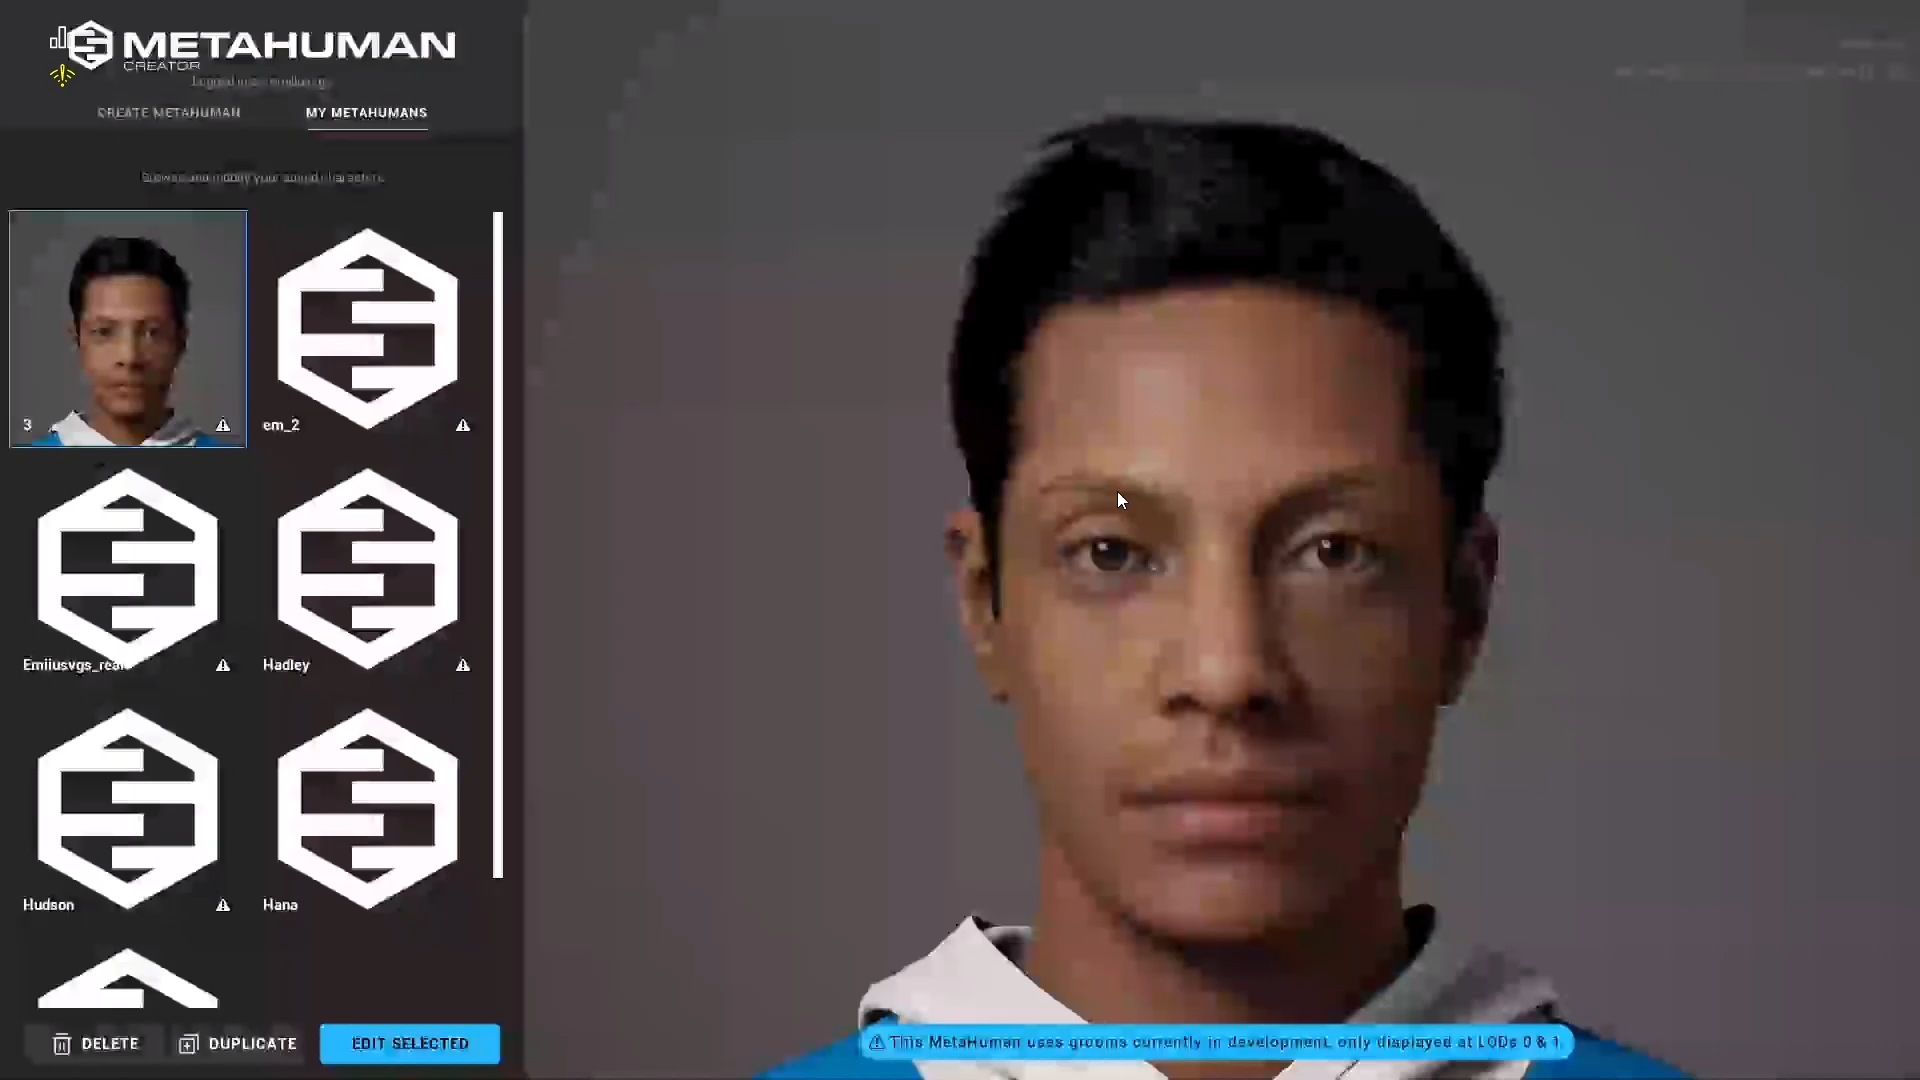 METAHUMAN
CREATOR
CREATE METAHUMAN
MY METAHUMANS
3
em_2
Emiiusvgs_real
Hadley
Hudson
Hana
DELETE
DUPLICATE
EDIT SELECTED
This MetaHuman uses grooms currently in development, only displayed at LODs 0 & 1.